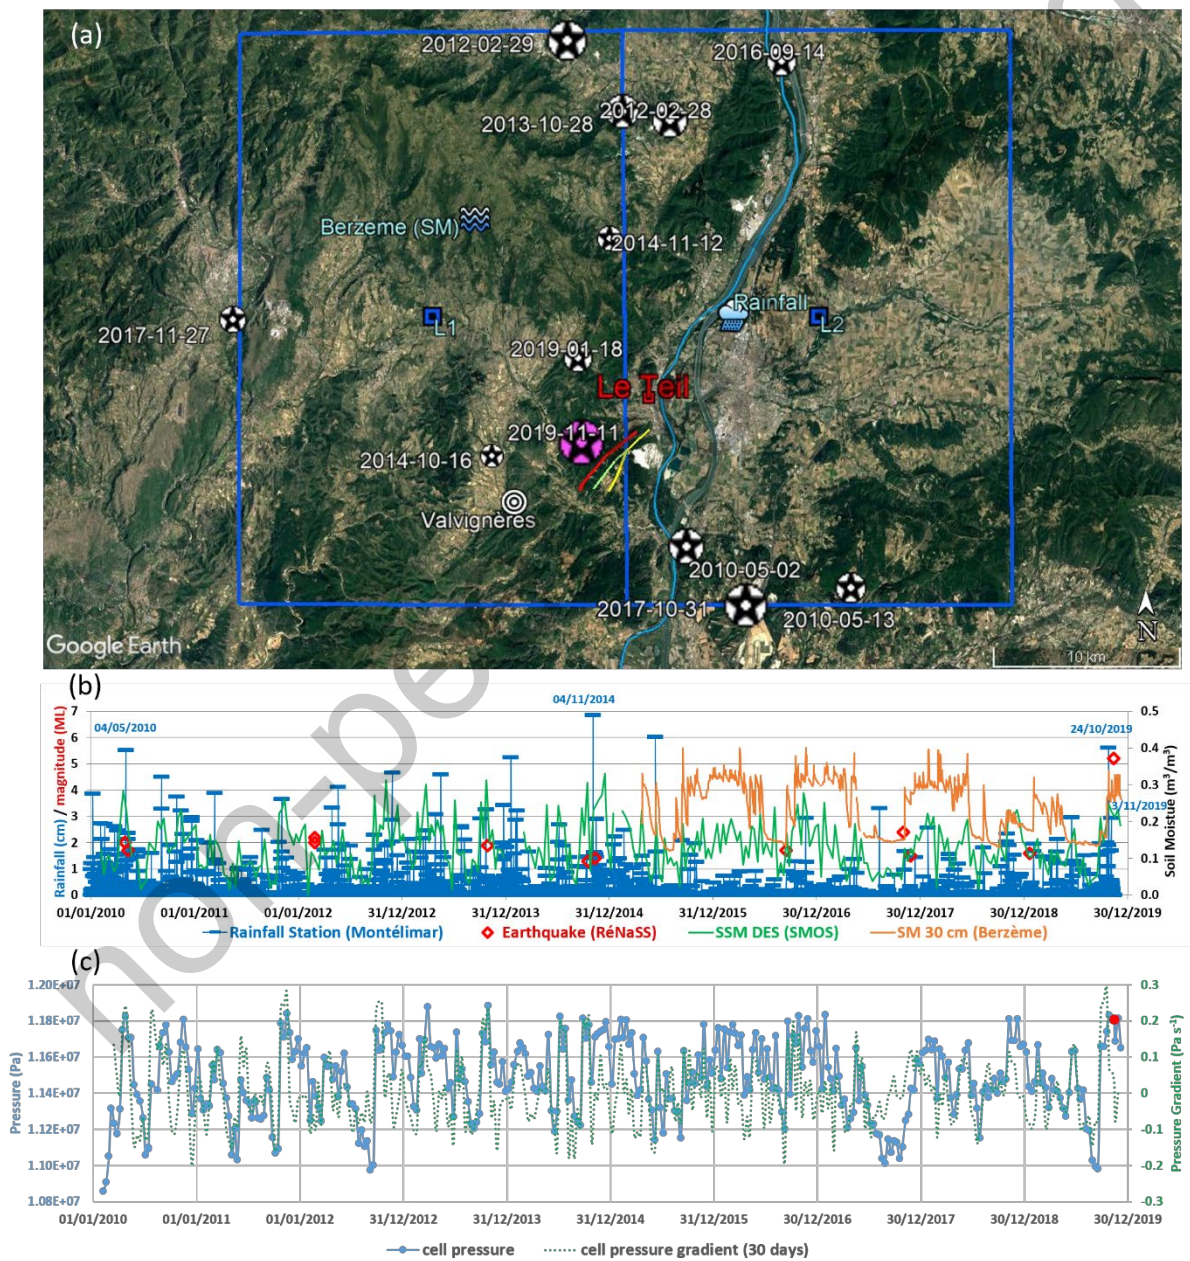 (a)
2012-02-29
2016-09-14
2012-02-28
2013-10-28
Berzeme (SM)
2014-11-12
Rainfall
2017-11-27
L1
L2
2019-01-18
Le Teil
2019-11-11
2014-10-16
Valvignères
2010-05-02
2017-10-31
2010-05-13
Google Earth
N
10 km
(b)
04/11/2014
7
6
5
4
3
2
1
0
Rainfall (cm) / magnitude (ML)
04/05/2010
24/10/2019
3/11/2019
0.5
0.4
0.3
0.2
0.1
0.0
Soil Moistue (m³/m³)
01/01/2010 01/01/2011 01/01/2012 31/12/2012 31/12/2013 31/12/2014 31/12/2015 30/12/2016 30/12/2017 30/12/2018 30/12/2019
Rainfall Station (Montélimar) Earthquake (RéNaSS) SSM DES (SMOS) SM 30 cm (Berzème)
(c)
1.20E+07
1.18E+07
1.16E+07
1.14E+07
1.12E+07
1.10E+07
1.08E+07
Pressure (Pa)
0.3
0.2
0.1
0
-0.1
-0.2
-0.3
Pressure Gradient (Pa s⁻¹)
01/01/2010 01/01/2011 01/01/2012 31/12/2012 31/12/2013 31/12/2014 31/12/2015 30/12/2016 30/12/2017 30/12/2018 30/12/2019
cell pressure cell pressure gradient (30 days)
non-pe